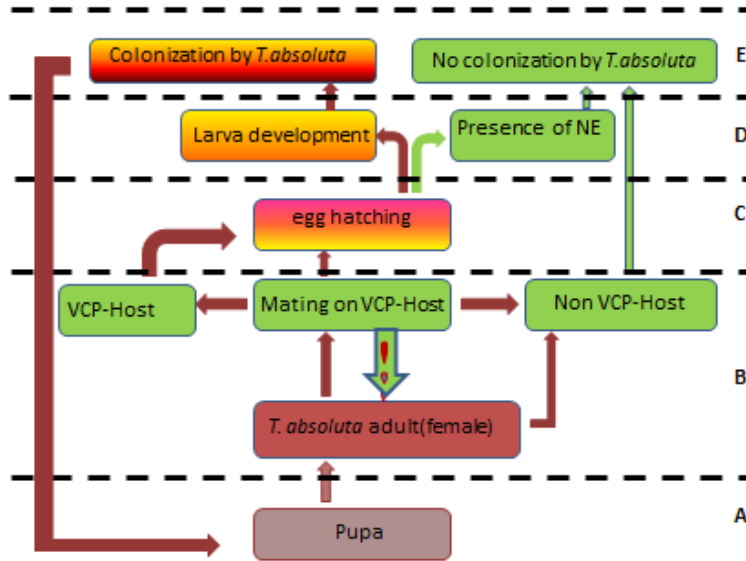 Colonization by T.absoluta
No colonization by T.absoluta
E
Larva development
Presence of NE
D
egg hatching
C
VCP-Host
Mating on VCP-Host
Non VCP-Host
!
B
T. absoluta adult(female)
Pupa
A